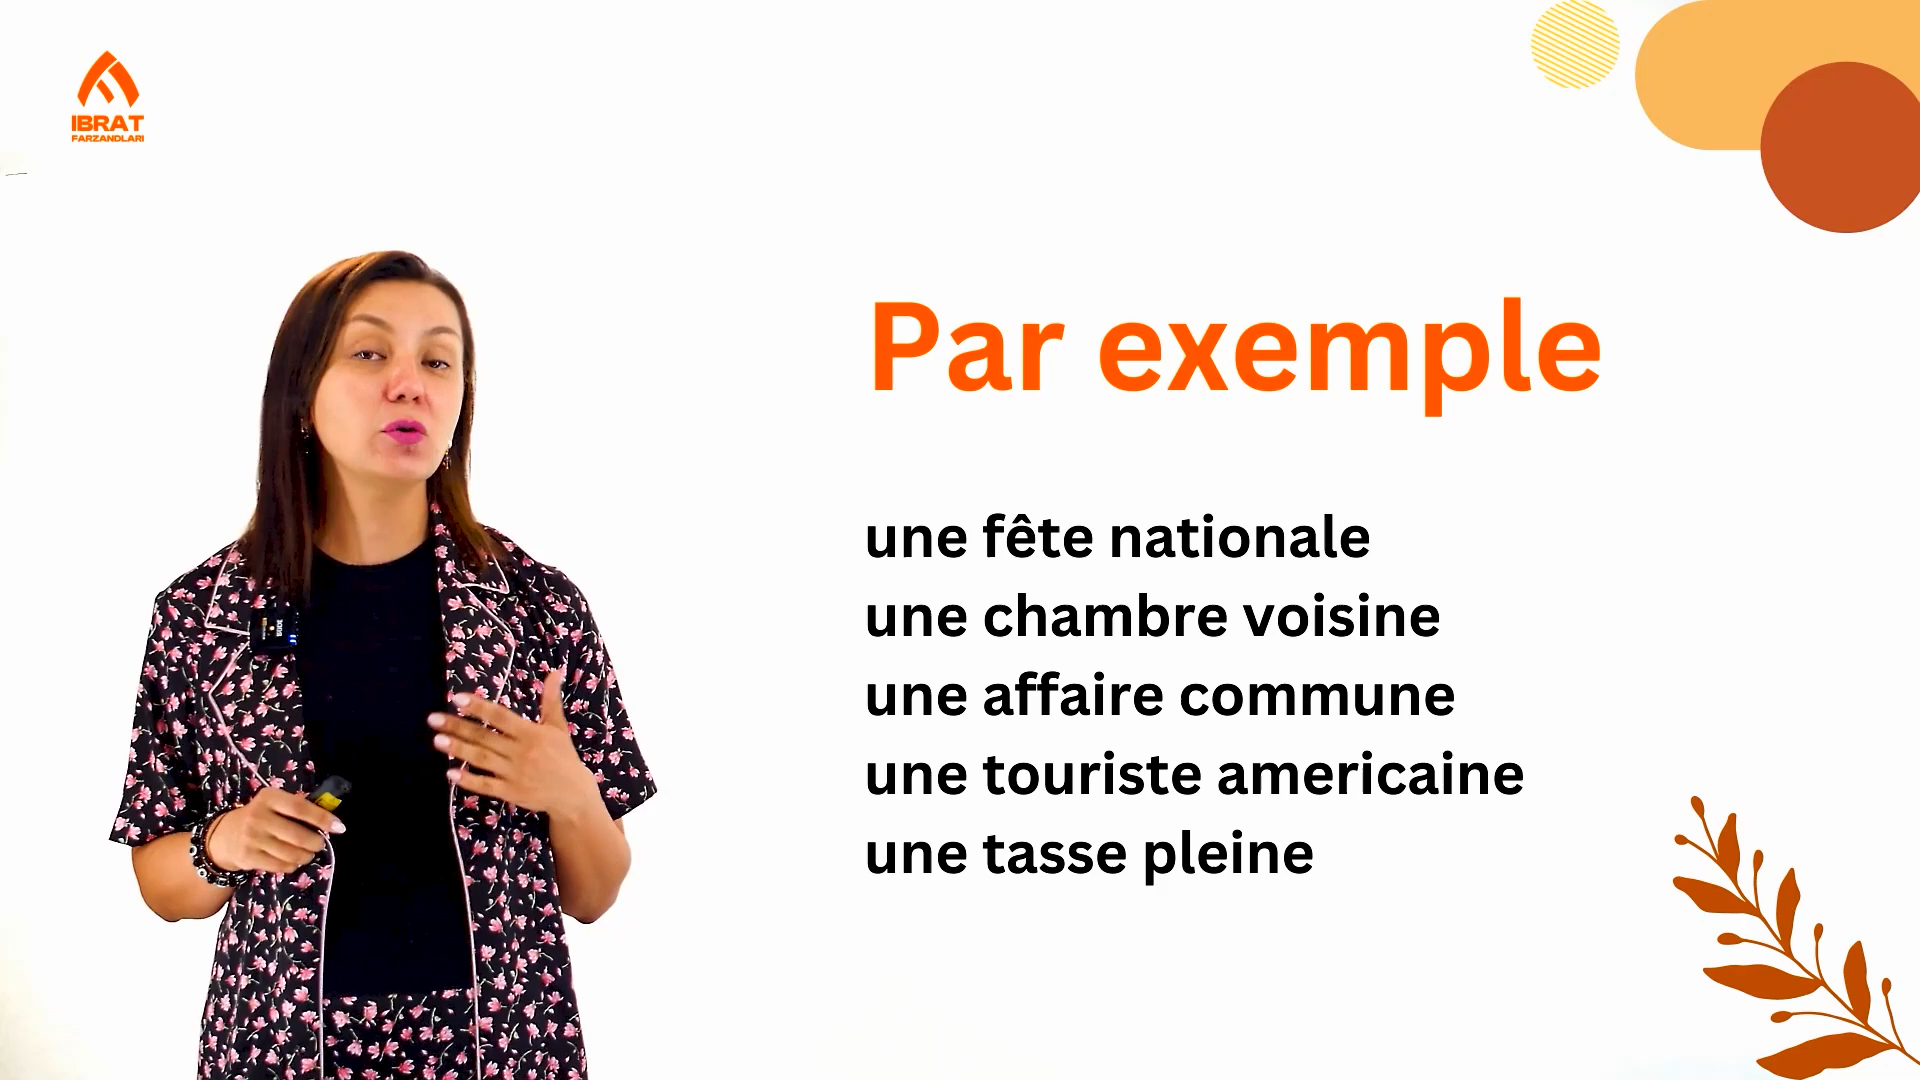 IBRAT
FARZANDLARI
Par exemple
une fête nationale
une chambre voisine
une affaire commune
une touriste americaine
une tasse pleine